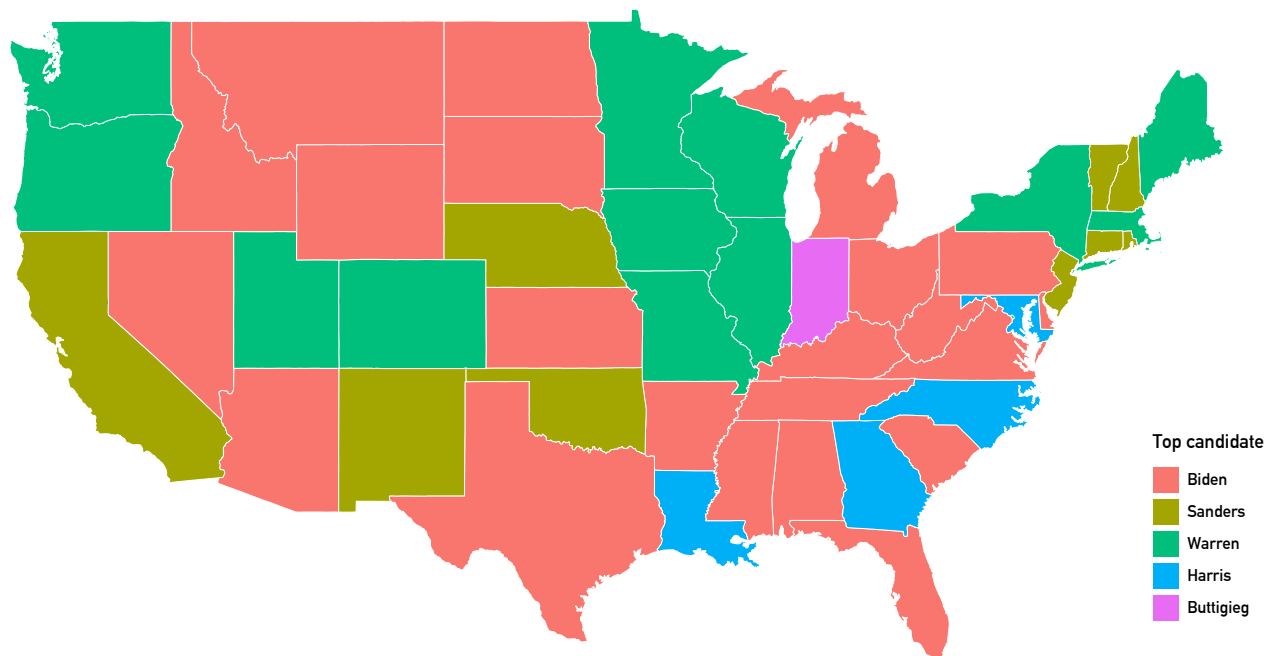 Top candidate
Biden
Sanders
Warren
Harris
Buttigieg